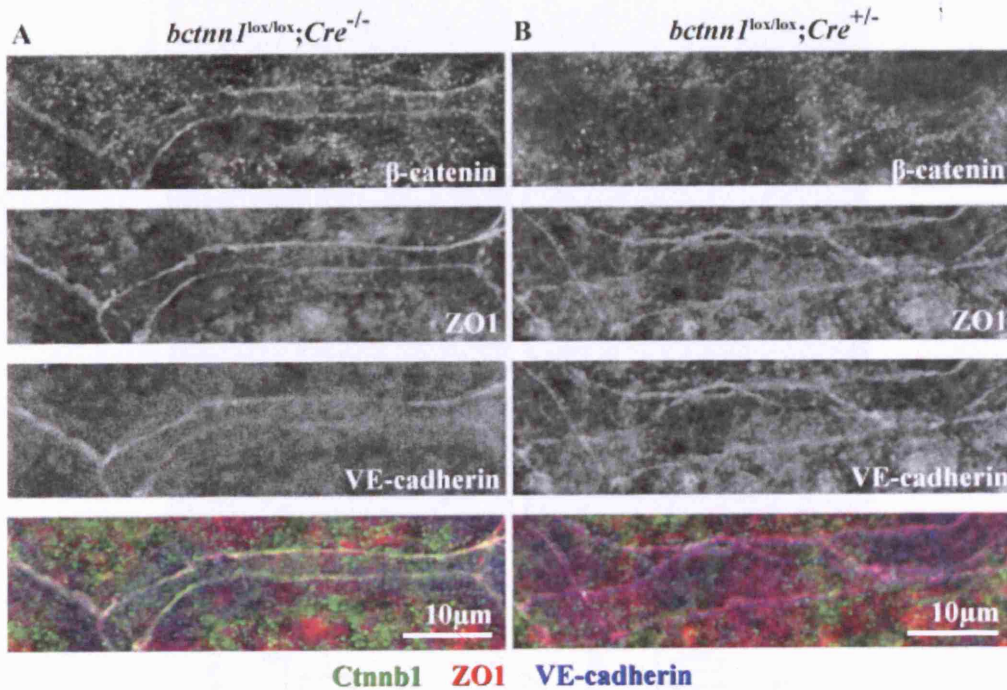 A bctnn1lox/lox;Cre-/- B bctnn1lox/lox;Cre+/-
β-catenin β-catenin
ZO1 ZO1
VE-cadherin VE-cadherin
10μm 10μm
Ctnnb1 ZO1 VE-cadherin